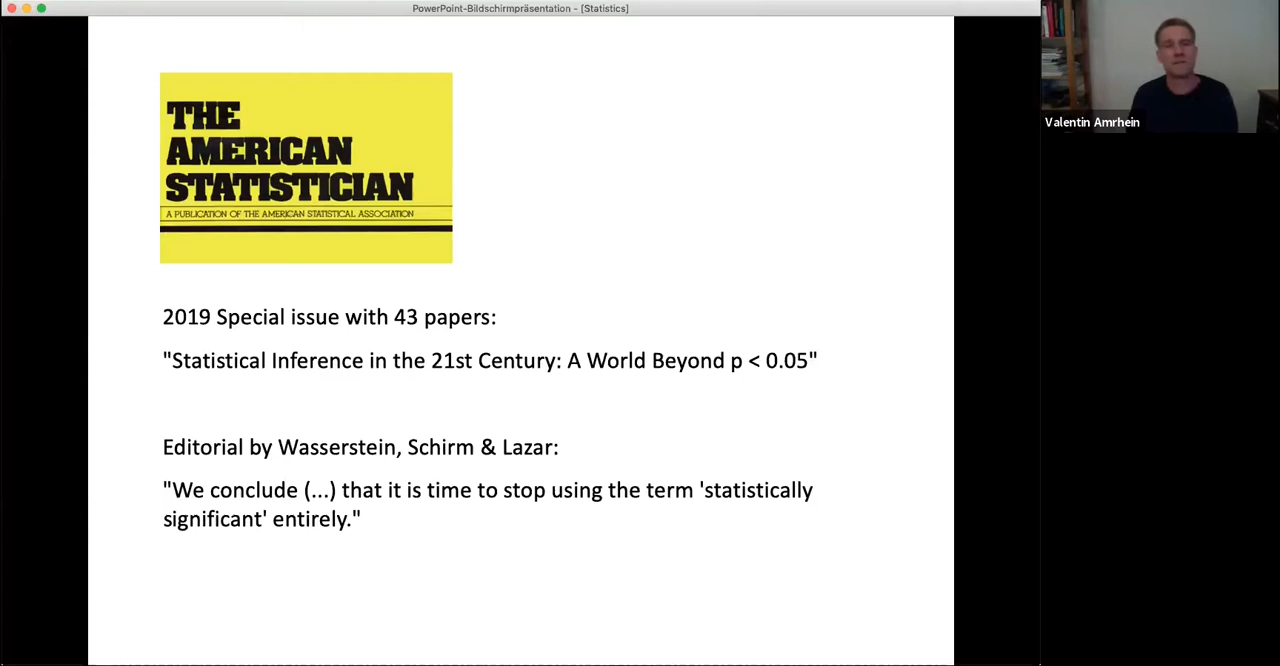 PowerPoint-Bildschirmpräsentation - [Statistics]
THE
AMERICAN
STATISTICIAN
A PUBLICATION OF THE AMERICAN STATISTICAL ASSOCIATION
2019 Special issue with 43 papers:
"Statistical Inference in the 21st Century: A World Beyond p < 0.05"
Editorial by Wasserstein, Schirm & Lazar:
"We conclude (...) that it is time to stop using the term 'statistically
significant' entirely."
Valentin Amrhein